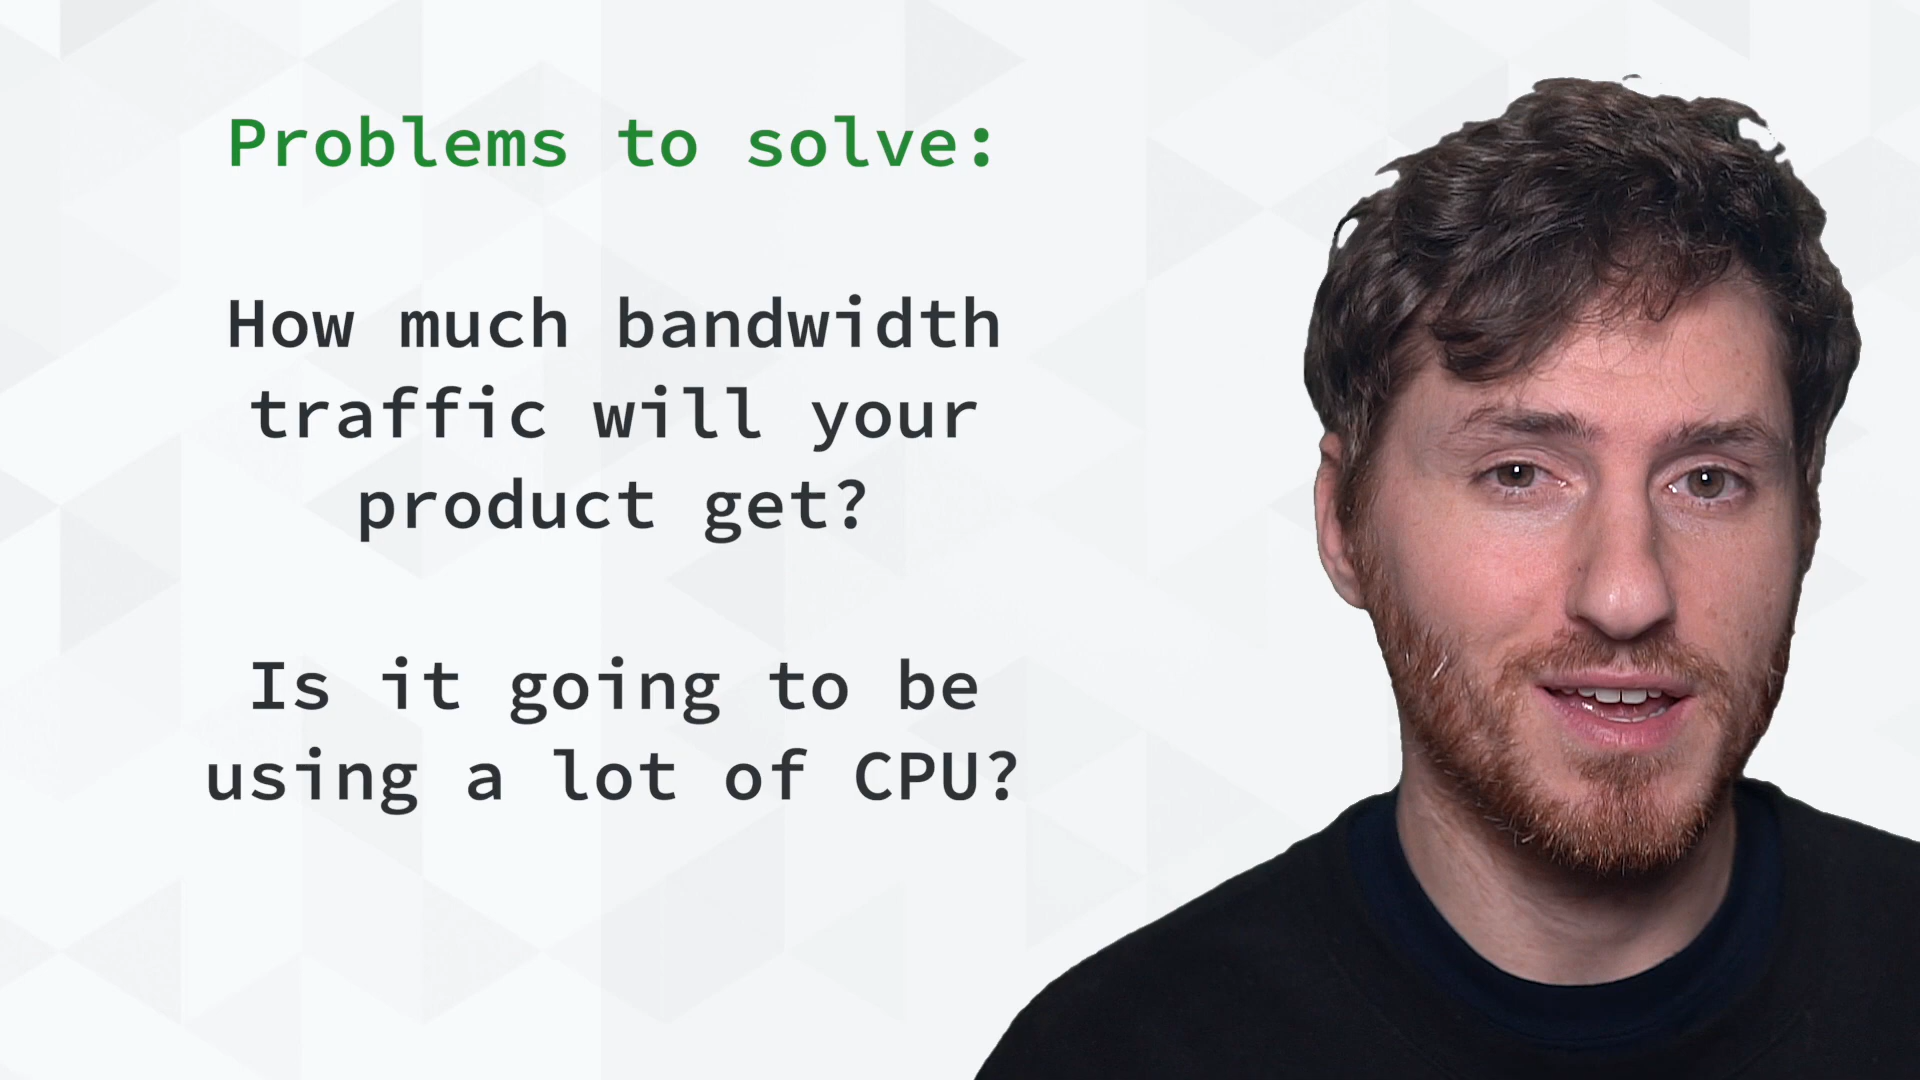 Problems to solve:
How much bandwidth
traffic will your
product get?
Is it going to be
using a lot of CPU?